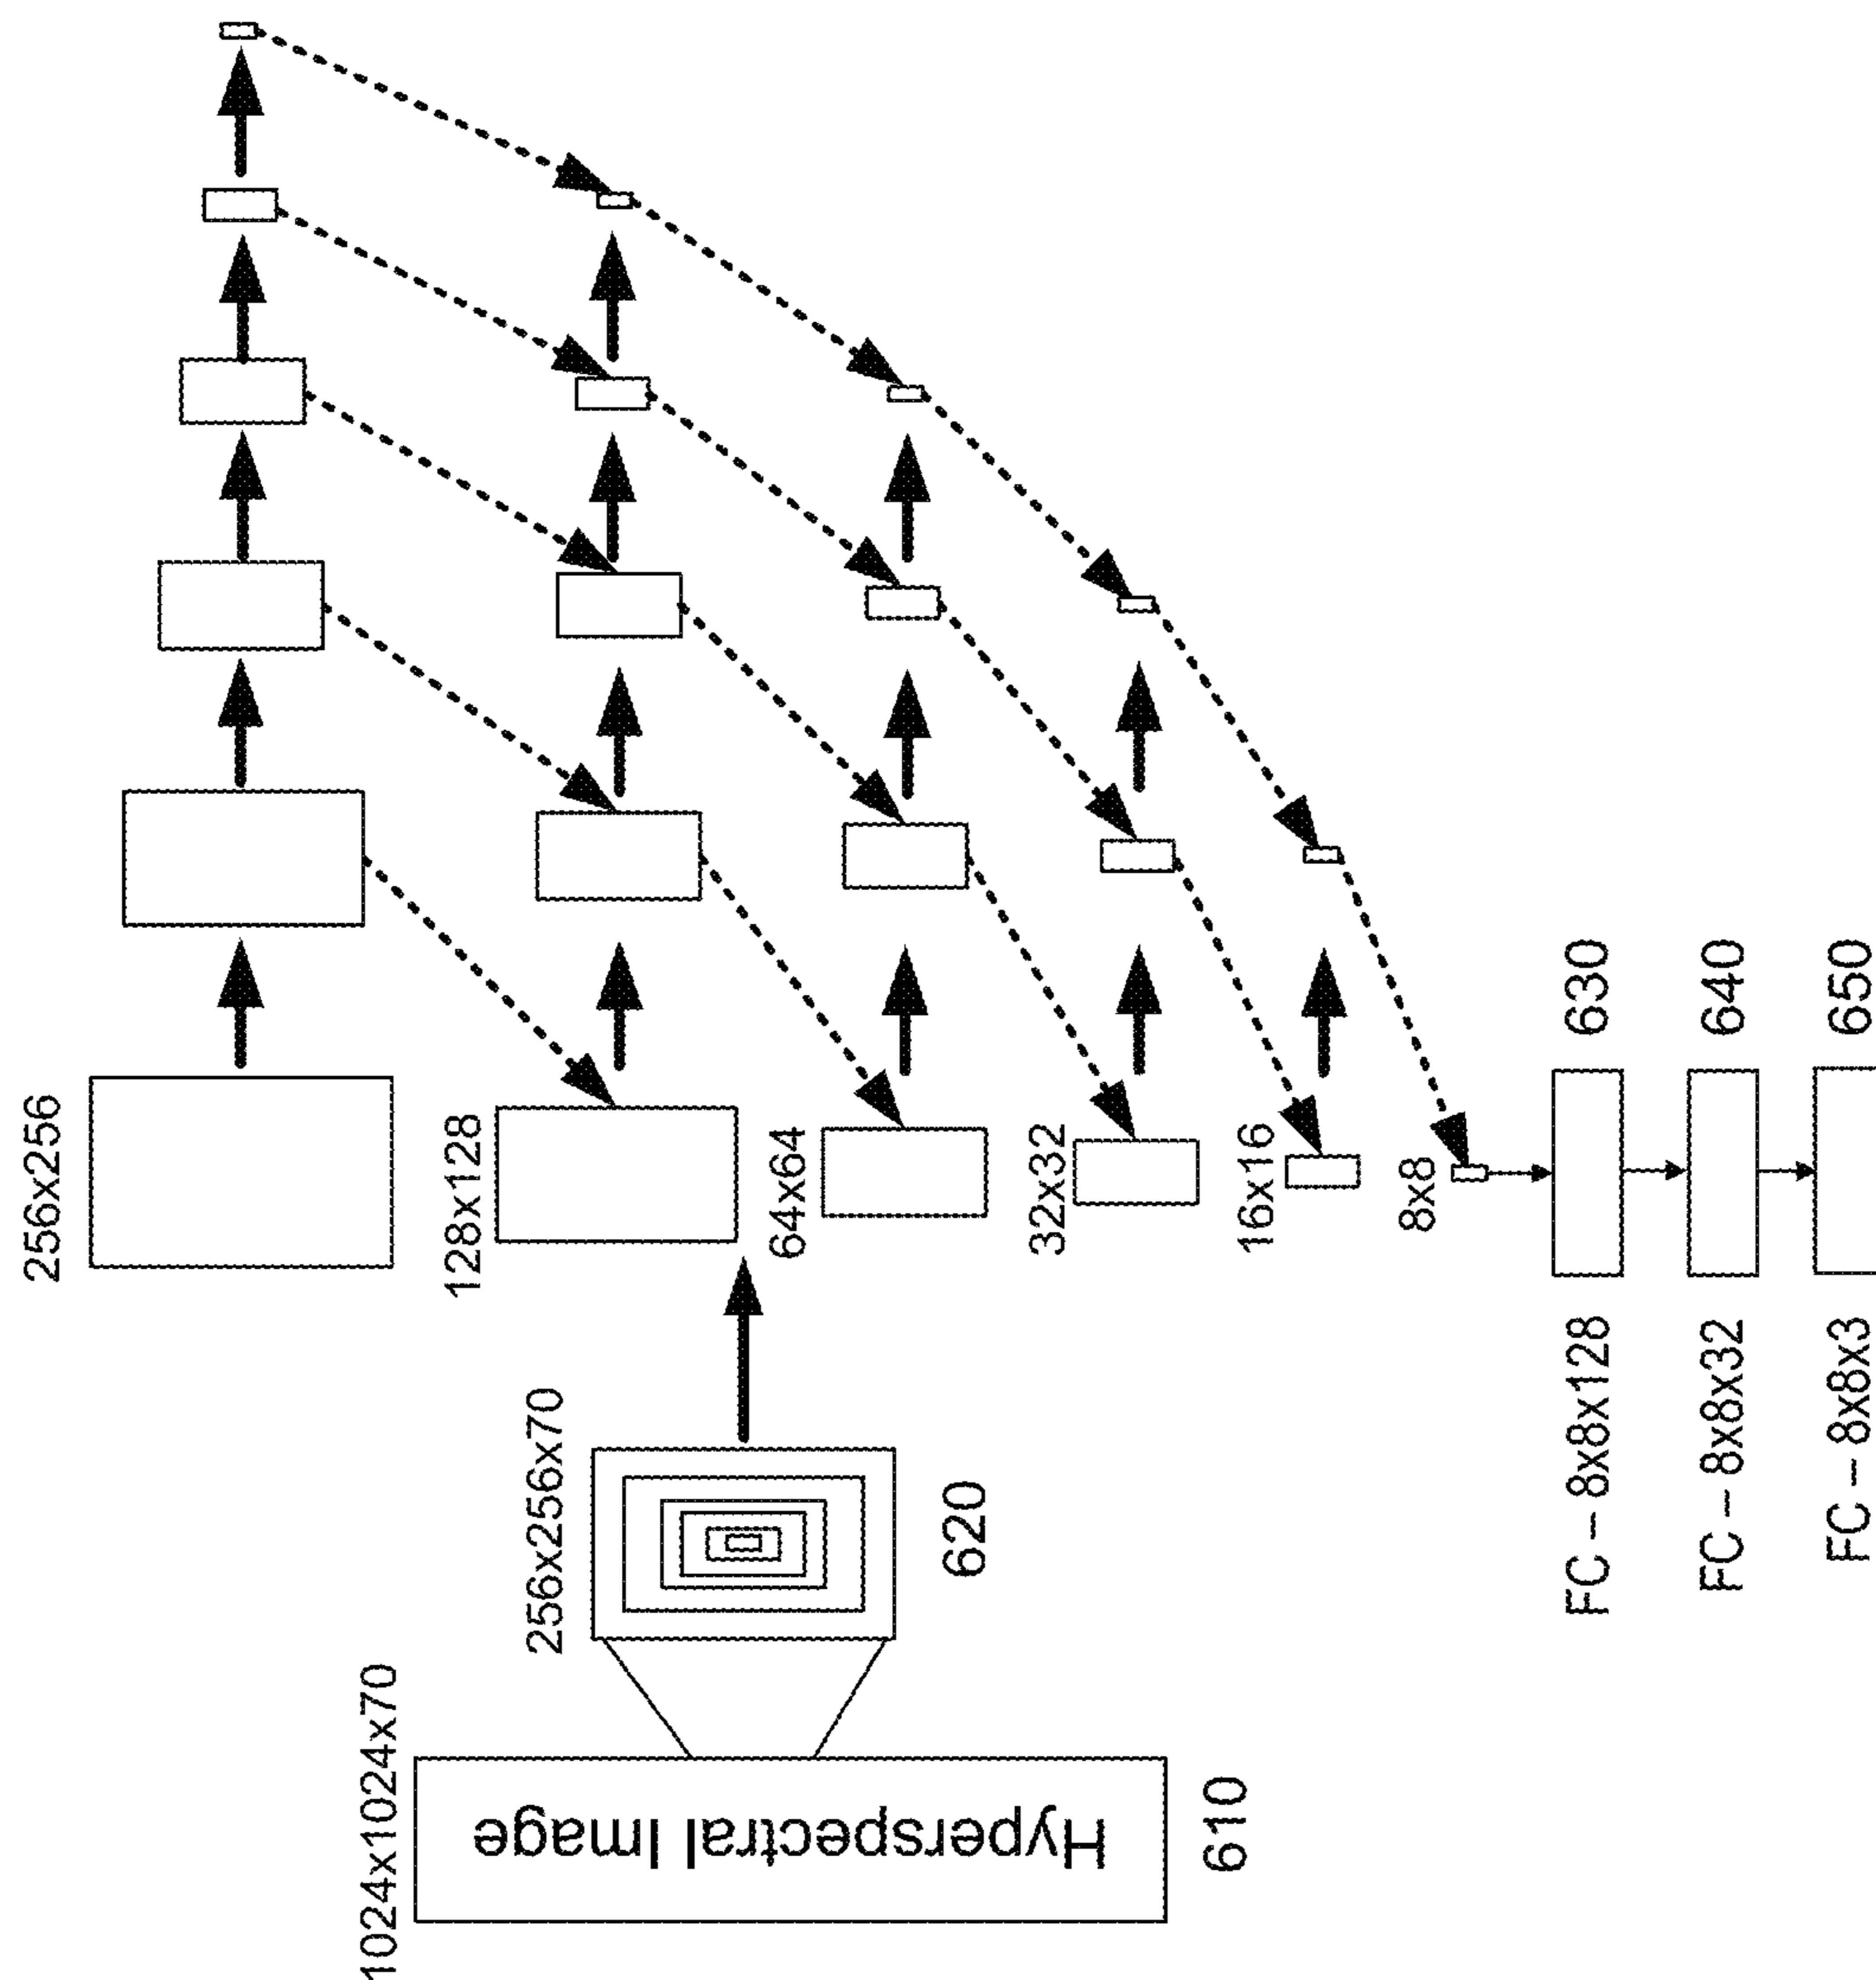 1024x1024x70
Hyperspectral Image
610
256x256x70
620
256x256
128x128
64x64
32x32
16x16
8x8
FC – 8x8x128
630
FC – 8x8x32
640
FC – 8x8x3
650